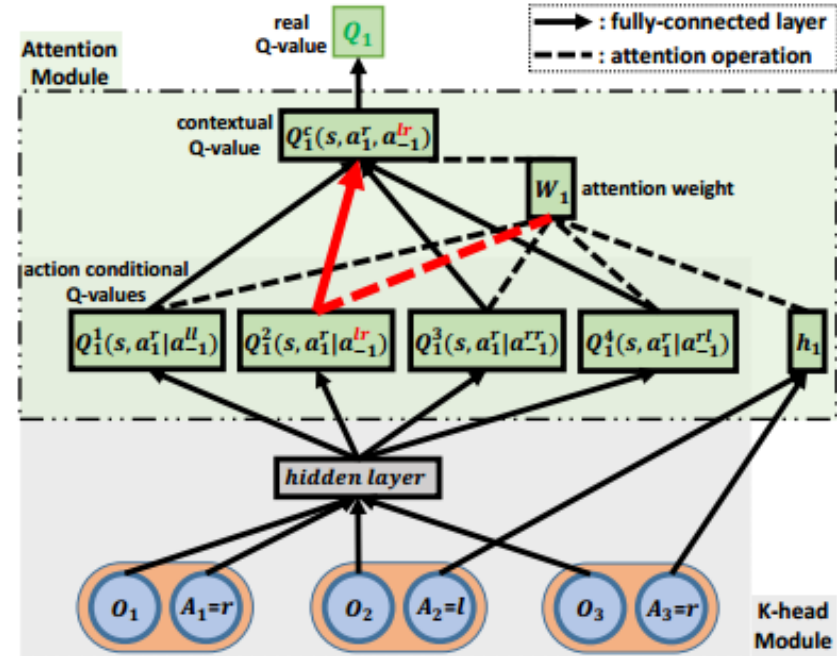 real
Q-value
Q₁
: fully-connected layer
: attention operation
Attention
Module
contextual
Q-value
Q₁ᶜ(s, a₁ʳ, a₋₁ˡʳ)
W₁
attention weight
action conditional
Q-values
Q₁¹(s, a₁ʳ|a₋₁ˡˡ)
Q₁²(s, a₁ʳ|a₋₁ˡʳ)
Q₁³(s, a₁ʳ|a₋₁ʳʳ)
Q₁⁴(s, a₁ʳ|a₋₁ʳˡ)
h₁
hidden layer
O₁
A₁=r
O₂
A₂=l
O₃
A₃=r
K-head
Module